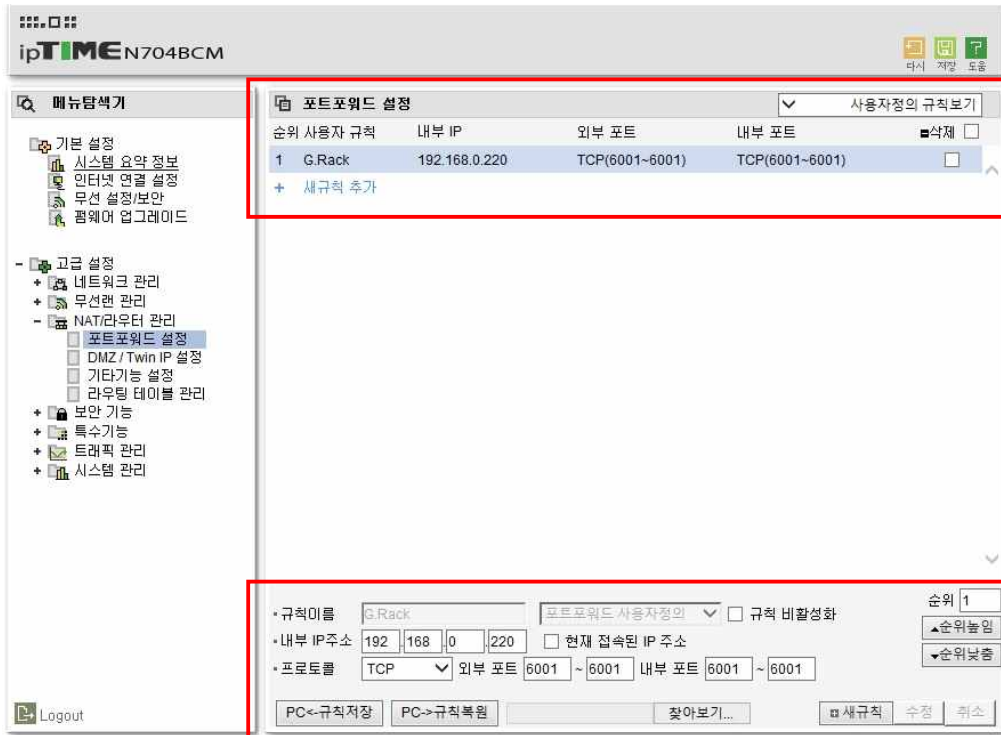 ipTIME N704BCM
다시 저장 도움
메뉴탐색기
기본 설정
시스템 요약 정보
인터넷 연결 설정
무선 설정/보안
펌웨어 업그레이드
고급 설정
네트워크 관리
무선랜 관리
NAT/라우터 관리
포트포워드 설정
DMZ / Twin IP 설정
기타기능 설정
라우팅 테이블 관리
보안 기능
특수기능
트래픽 관리
시스템 관리
Logout
포트포워드 설정 사용자정의 규칙보기
순위 사용자 규칙 내부 IP 외부 포트 내부 포트 삭제
1 G.Rack 192.168.0.220 TCP(6001~6001) TCP(6001~6001)
+ 새규칙 추가
규칙이름 G.Rack 포트포워드 사용자정의 규칙 비활성화 순위 1
▲순위높임
내부 IP주소 192 .168 .0 .220 현재 접속된 IP 주소
▼순위낮춤
프로토콜 TCP 외부 포트 6001 ~ 6001 내부 포트 6001 ~ 6001
PC<-규칙저장 PC->규칙복원 찾아보기... 새규칙 수정 취소